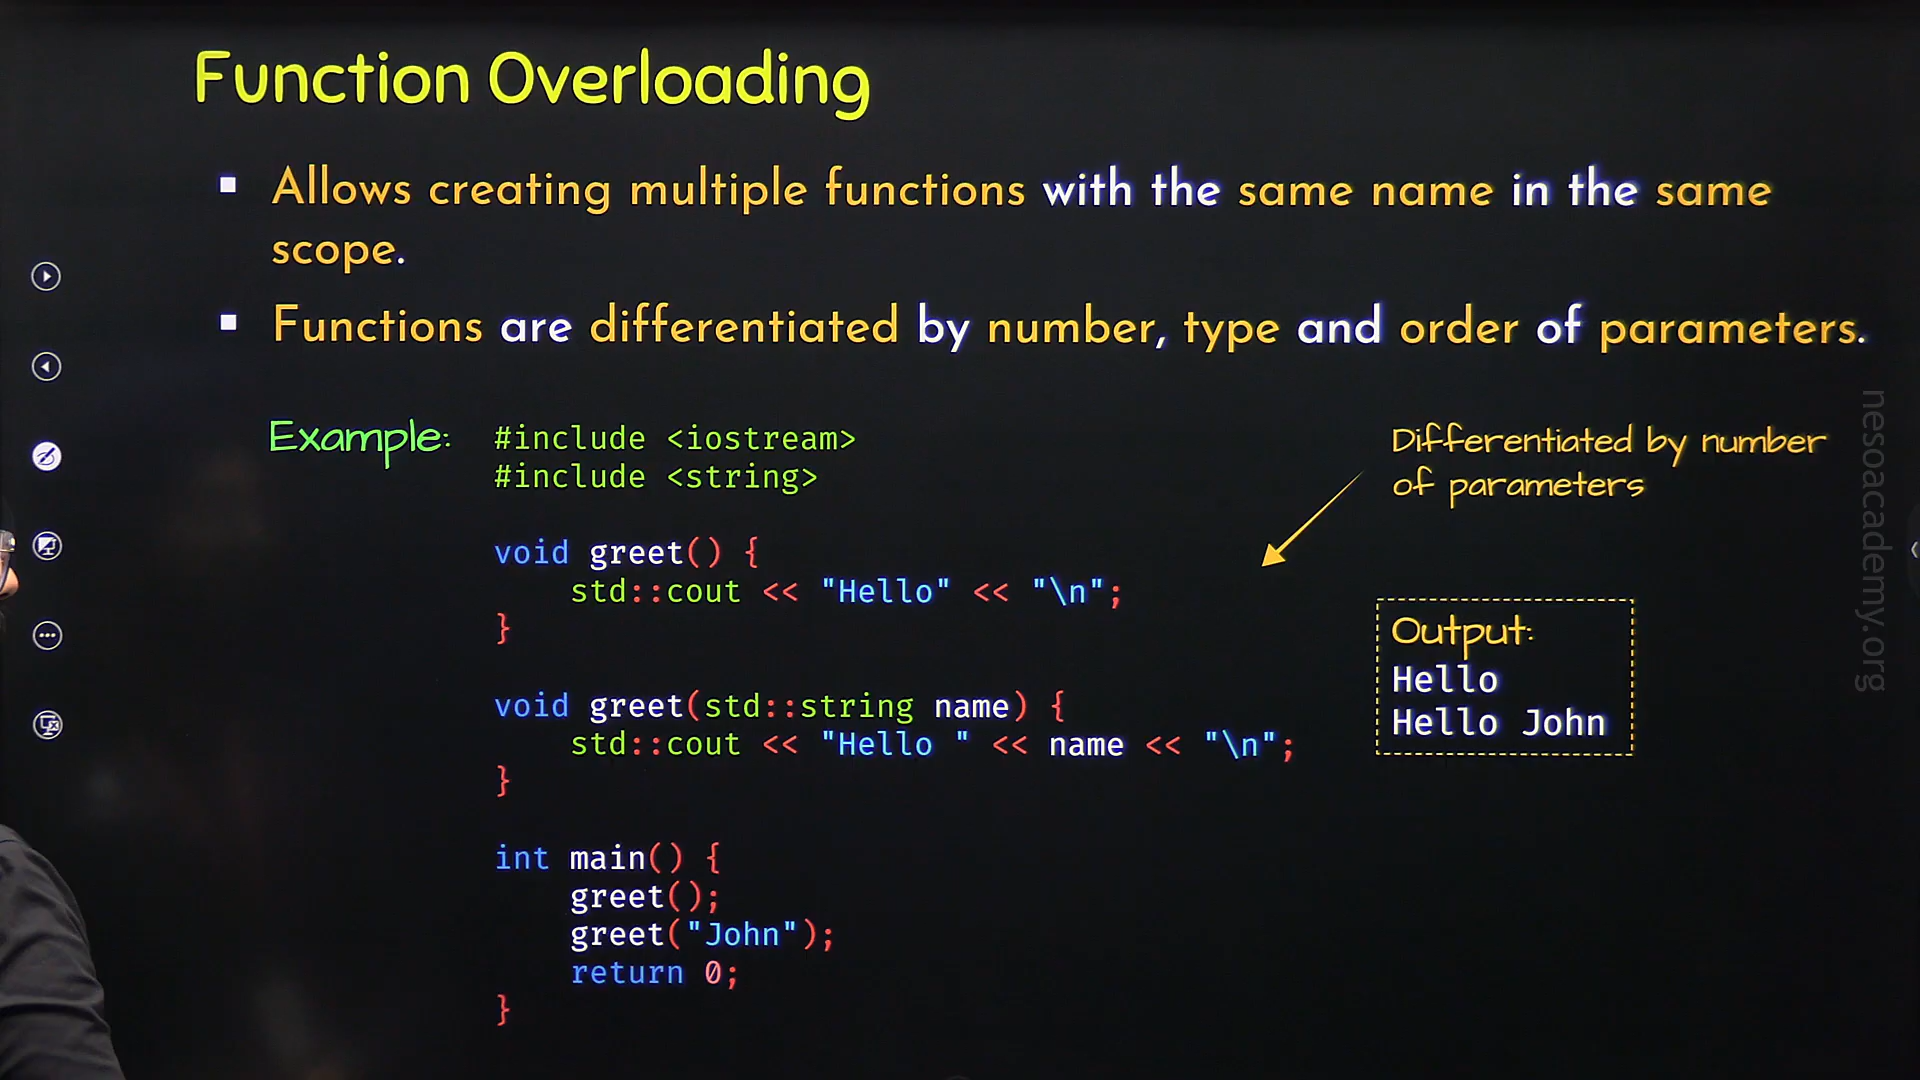 Function Overloading
▪ Allows creating multiple functions with the same name in the same
scope.
▪ Functions are differentiated by number, type and order of parameters.
Example:
#include <iostream>
#include <string>
void greet() {
    std::cout << "Hello" << "\n";
}
void greet(std::string name) {
    std::cout << "Hello " << name << "\n";
}
int main() {
    greet();
    greet("John");
    return 0;
}
Differentiated by number
of parameters
Output:
Hello
Hello John
nesoacademy.org